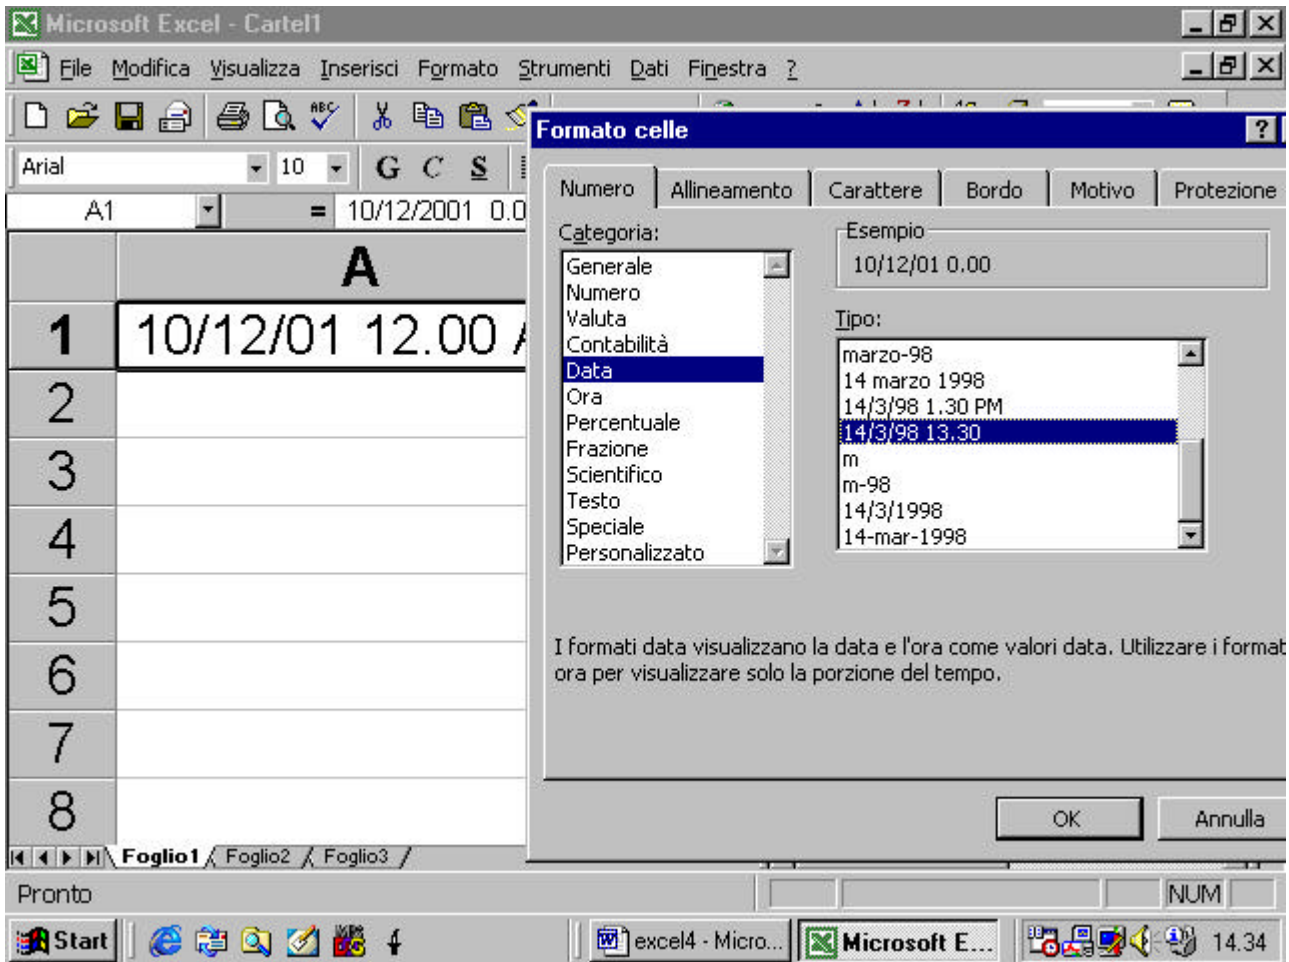 Microsoft Excel - Cartel1
File Modifica Visualizza Inserisci Formato Strumenti Dati Finestra ?
ABC
Arial 10 G C S
A1 = 10/12/2001 0.0
A
1 10/12/01 12.00 A
2
3
4
5
6
7
8
Foglio1 Foglio2 Foglio3
Formato celle ?
Numero Allineamento Carattere Bordo Motivo Protezione
Categoria:
Generale
Numero
Valuta
Contabilità
Data
Ora
Percentuale
Frazione
Scientifico
Testo
Speciale
Personalizzato
Esempio
10/12/01 0.00
Tipo:
marzo-98
14 marzo 1998
14/3/98 1.30 PM
14/3/98 13.30
m
m-98
14/3/1998
14-mar-1998
I formati data visualizzano la data e l'ora come valori data. Utilizzare i format
ora per visualizzare solo la porzione del tempo.
OK Annulla
Pronto NUM
Start excel4 - Micro... Microsoft E... 14.34